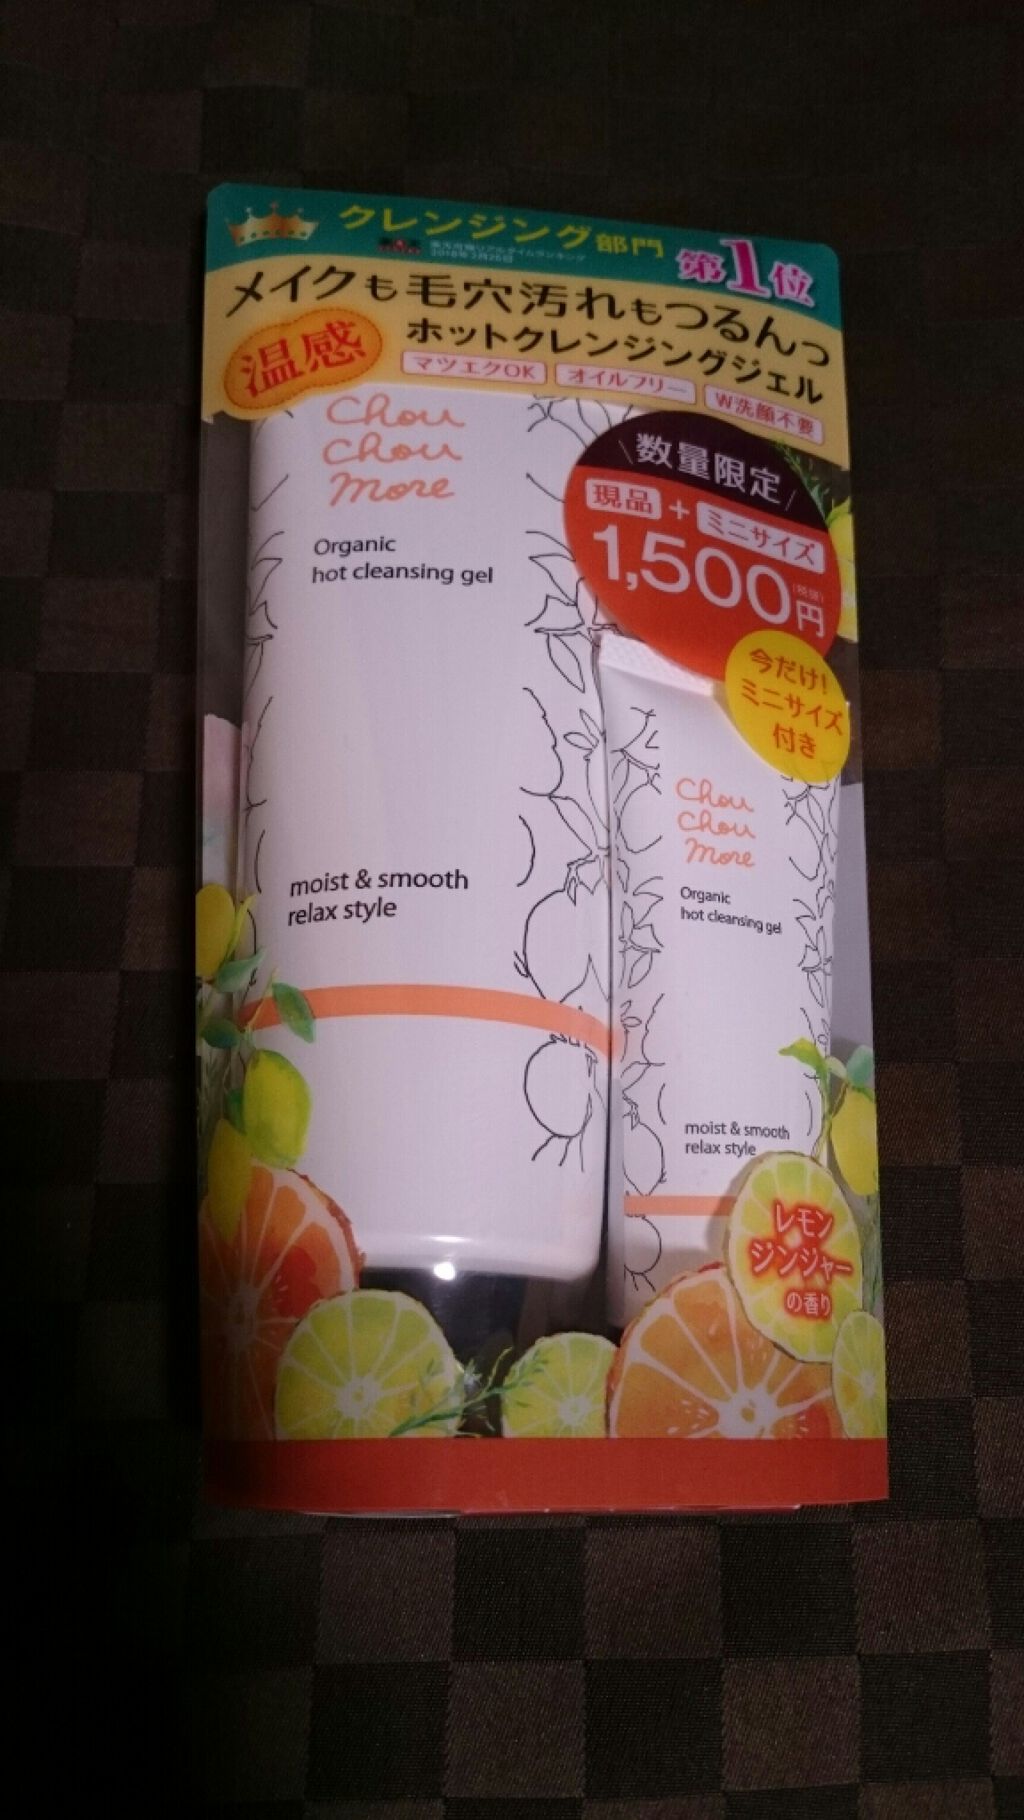 クレンジング部門
第1位
メイクも毛穴汚れもつるんっ
温感
ホットクレンジングジェル
マツエクOK
オイルフリー
W洗顔不要
数量限定
現品+ミニサイズ
1,500円
今だけ!
ミニサイズ
付き
Chou
Chou
more
Organic
hot cleansing gel
moist & smooth
relax style
Chou
Chou
more
Organic
hot cleansing gel
moist & smooth
relax style
レモン
ジンジャー
の香り